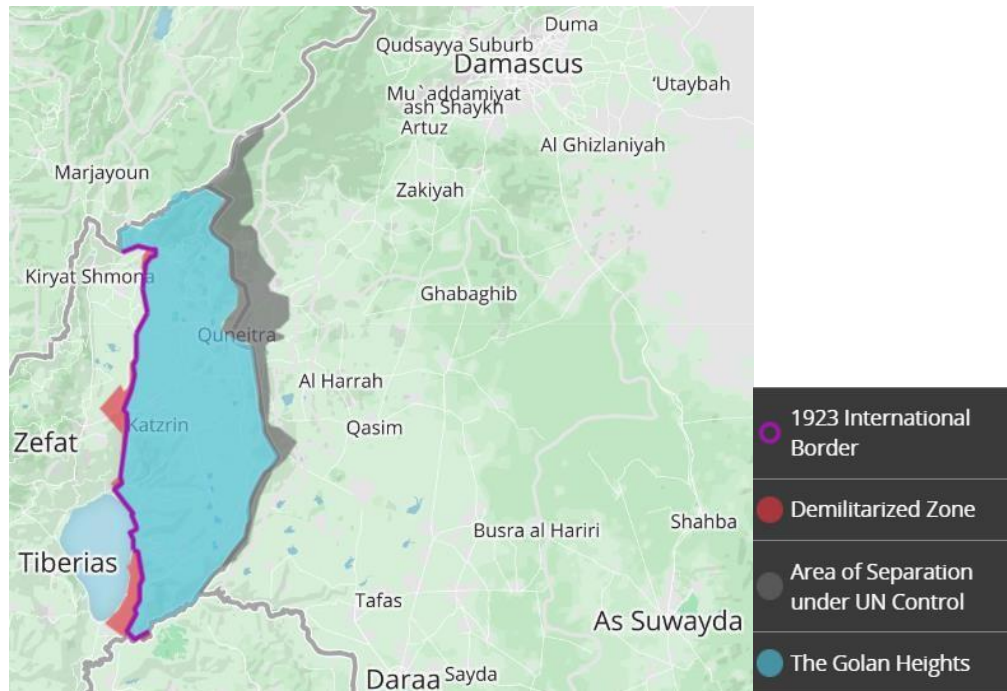 Duma
Qudsayya Suburb
Damascus
‘Utaybah
Mu`addamiyat
ash Shaykh
Artuz
Al Ghizlaniyah
Marjayoun
Zakiyah
Kiryat Shmona
Ghabaghib
Quneitra
Al Harrah
Katzrin
Qasim
Zefat
Busra al Hariri
Shahba
Tiberias
Tafas
As Suwayda
Daraa
Sayda
1923 International
Border
Demilitarized Zone
Area of Separation
under UN Control
The Golan Heights